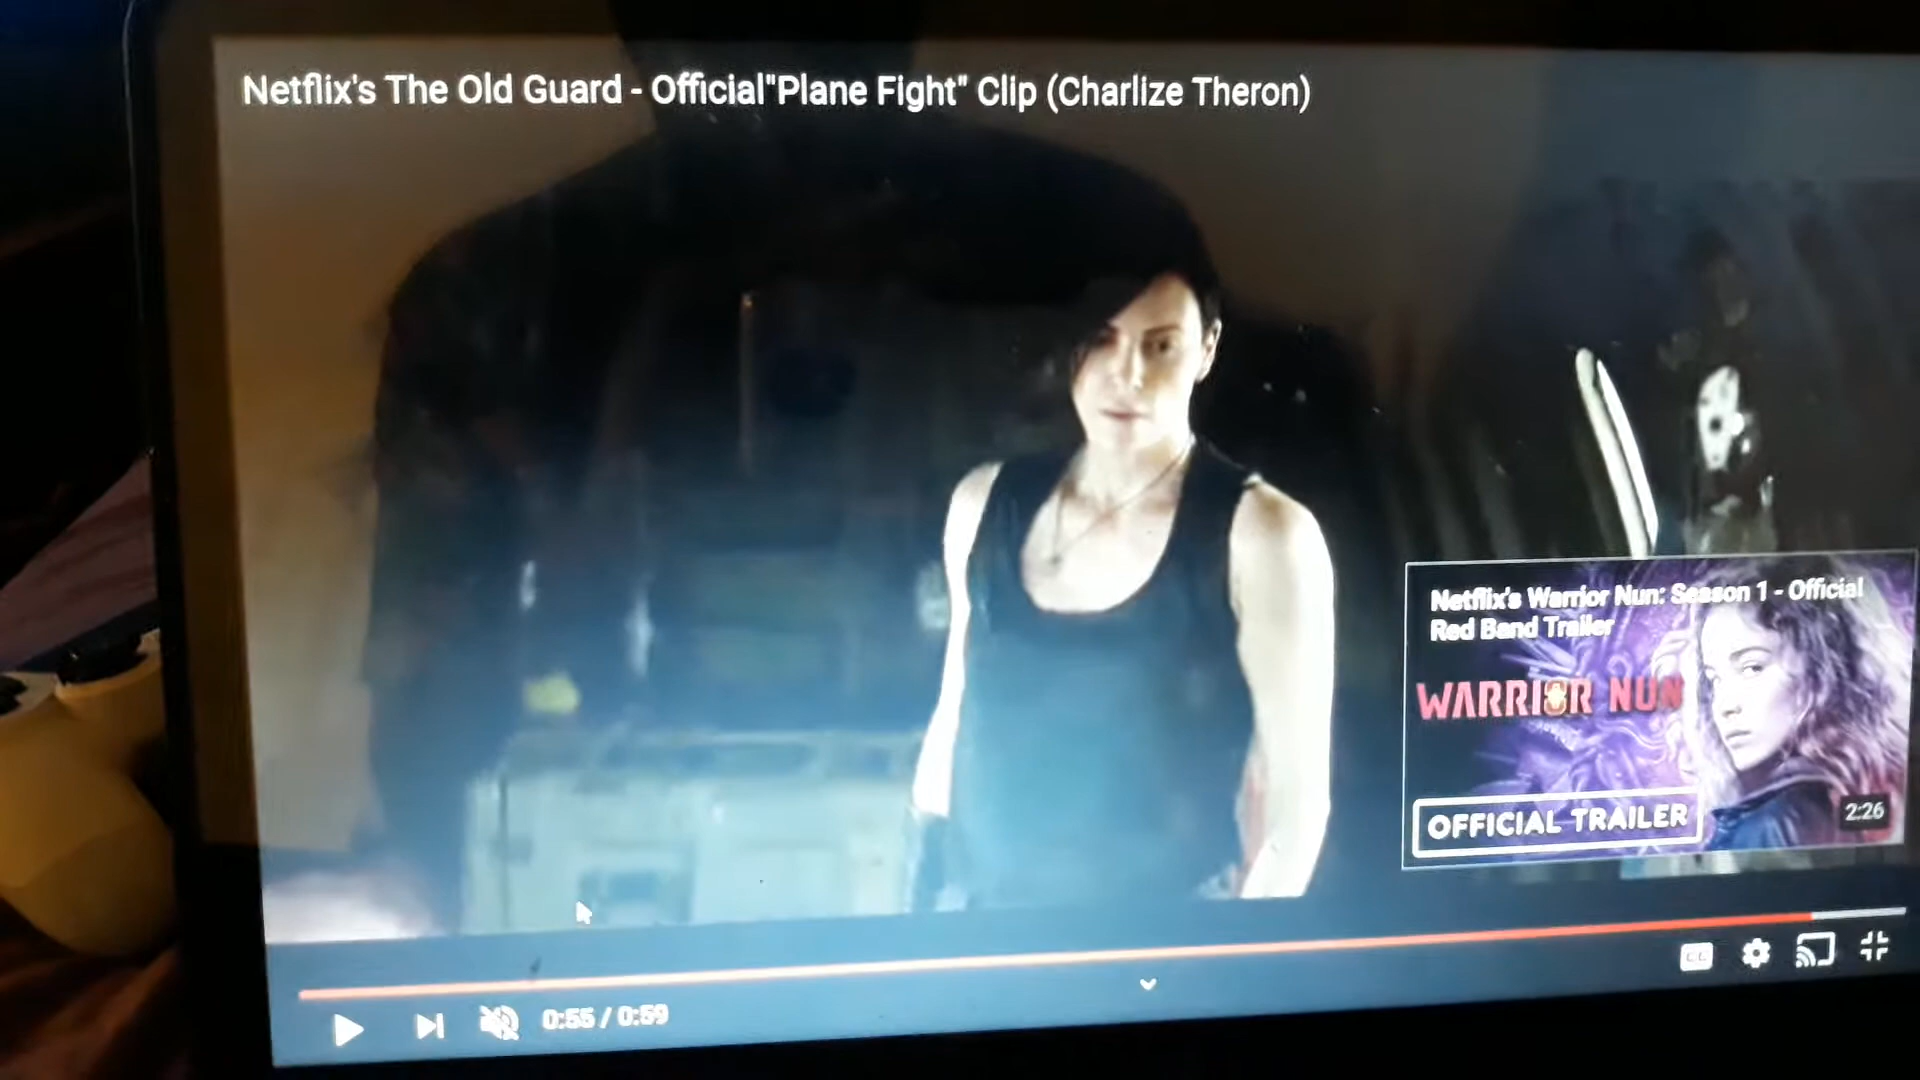 Netflix's The Old Guard - Official"Plane Fight" Clip (Charlize Theron)
Netflix's Warrior Nun: Season 1 - Official
Red Band Trailer
WARRIOR NUN
OFFICIAL TRAILER
2:26
CC
0:55 / 0:59